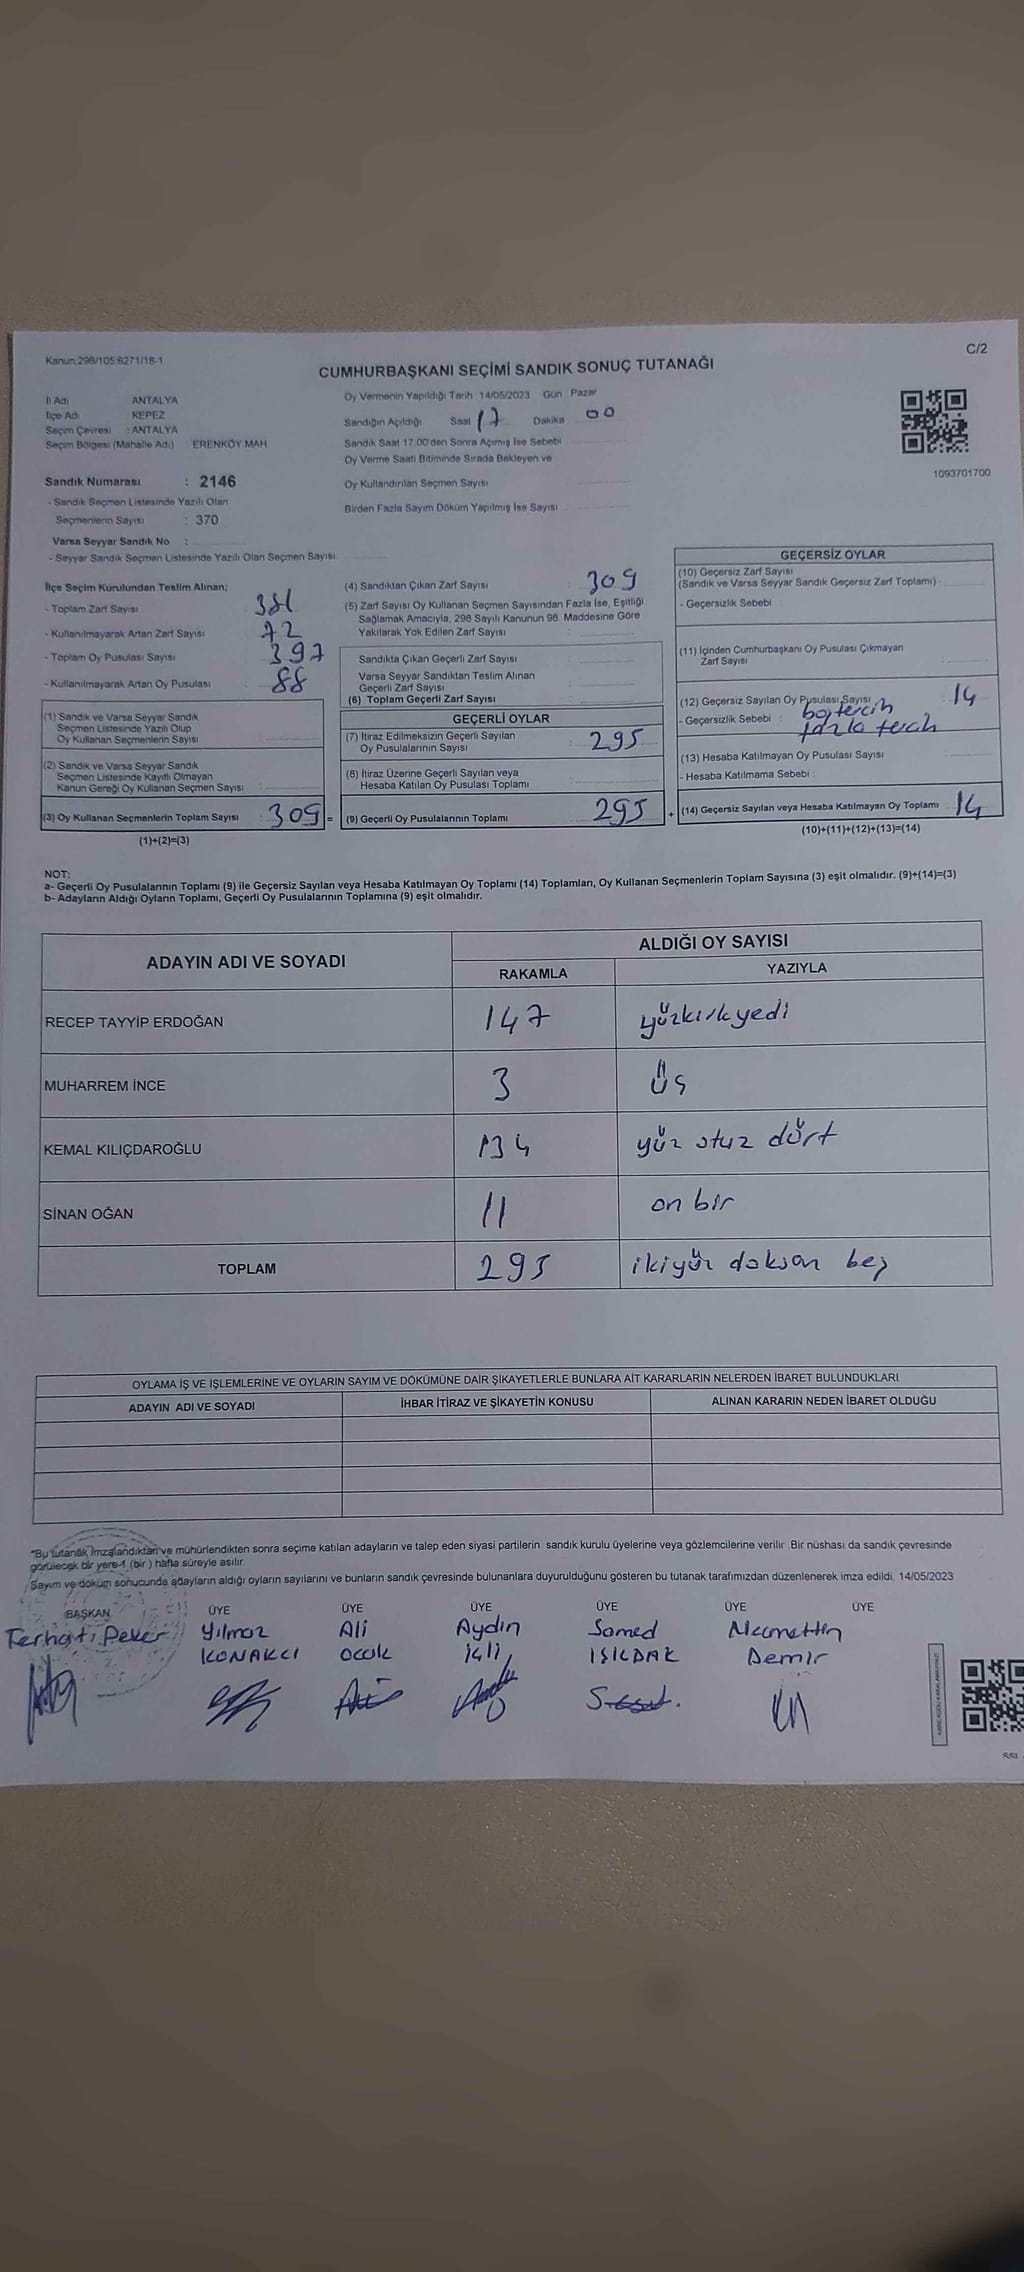 Kanun:298/105 6271/18-1
C/2
CUMHURBAŞKANI SEÇİMİ SANDIK SONUÇ TUTANAĞI
İl Adı ANTALYA
İlçe Adı KEPEZ
Seçim Çevresi : ANTALYA
Seçim Bölgesi (Mahalle Adı) : ERENKÖY MAH
Sandık Numarası : 2146
- Sandık Seçmen Listesinde Yazılı Olan
Seçmenlerin Sayısı : 370
Varsa Seyyar Sandık No :
- Seyyar Sandık Seçmen Listesinde Yazılı Olan Seçmen Sayısı:
Oy Vermenin Yapıldığı Tarih 14/05/2023 Gün : Pazar
Sandığın Açıldığı Saat 17 Dakika 00
Sandık Saat 17:00'den Sonra Açımış İse Sebebi
Oy Verme Saati Bitiminde Sırada Bekleyen ve
Oy Kullandırılan Seçmen Sayısı
Birden Fazla Sayım Döküm Yapılmış İse Sayısı
1093701700
İlçe Seçim Kurulundan Teslim Alınan;
- Toplam Zarf Sayısı 381
- Kullanılmayarak Artan Zarf Sayısı 72
- Toplam Oy Pusulası Sayısı 397
- Kullanılmayarak Artan Oy Pusulası 88
(1) Sandık ve Varsa Seyyar Sandık
Seçmen Listesinde Yazılı Olup
Oy Kullanan Seçmenlerin Sayısı
(2) Sandık ve Varsa Seyyar Sandık
Seçmen Listesinde Kayıtlı Olmayan
Kanun Gereği Oy Kullanan Seçmen Sayısı
(3) Oy Kullanan Seçmenlerin Toplam Sayısı : 309 =
(1)+(2)=(3)
(4) Sandıktan Çıkan Zarf Sayısı : 309
(5) Zarf Sayısı Oy Kullanan Seçmen Sayısından Fazla İse, Eşitliği
Sağlamak Amacıyla, 298 Sayılı Kanunun 98. Maddesine Göre
Yakılarak Yok Edilen Zarf Sayısı
Sandıkta Çıkan Geçerli Zarf Sayısı
Varsa Seyyar Sandıktan Teslim Alınan
Geçerli Zarf Sayısı
(6) Toplam Geçerli Zarf Sayısı
GEÇERLİ OYLAR
(7) İtiraz Edilmeksizin Geçerli Sayılan
Oy Pusulalarının Sayısı : 295
(8) İtiraz Üzerine Geçerli Sayılan veya
Hesaba Katılan Oy Pusulası Toplamı
(9) Geçerli Oy Pusulalarının Toplamı 295 +
GEÇERSİZ OYLAR
(10) Geçersiz Zarf Sayısı
(Sandık ve Varsa Seyyar Sandık Geçersiz Zarf Toplamı) :
- Geçersizlik Sebebi :
(11) İçinden Cumhurbaşkanı Oy Pusulası Çıkmayan
Zarf Sayısı
(12) Geçersiz Sayılan Oy Pusulası Sayısı 14
- Geçersizlik Sebebi : boş tercih
fazla tercih
(13) Hesaba Katılmayan Oy Pusulası Sayısı
- Hesaba Katılmama Sebebi :
(14) Geçersiz Sayılan veya Hesaba Katılmayan Oy Toplamı : 14
(10)+(11)+(12)+(13)=(14)
NOT:
a- Geçerli Oy Pusulalarının Toplamı (9) ile Geçersiz Sayılan veya Hesaba Katılmayan Oy Toplamı (14) Toplamları, Oy Kullanan Seçmenlerin Toplam Sayısına (3) eşit olmalıdır. (9)+(14)=(3)
b- Adayların Aldığı Oyların Toplamı, Geçerli Oy Pusulalarının Toplamına (9) eşit olmalıdır.
ADAYIN ADI VE SOYADI ALDIĞI OY SAYISI
RAKAMLA YAZIYLA
RECEP TAYYİP ERDOĞAN 147 yüzkırkyedi
MUHARREM İNCE 3 üç
KEMAL KILIÇDAROĞLU 134 yüz otuz dört
SİNAN OĞAN 11 on bir
TOPLAM 295 ikiyüz doksan beş
OYLAMA İŞ VE İŞLEMLERİNE VE OYLARIN SAYIM VE DÖKÜMÜNE DAİR ŞİKAYETLERLE BUNLARA AİT KARARLARIN NELERDEN İBARET BULUNDUKLARI
ADAYIN ADI VE SOYADI İHBAR İTİRAZ VE ŞİKAYETİN KONUSU ALINAN KARARIN NEDEN İBARET OLDUĞU
*Bu tutanak imzalandıktan ve mühürlendikten sonra seçime katılan adayların ve talep eden siyasi partilerin sandık kurulu üyelerine veya gözlemcilerine verilir. Bir nüshası da sandık çevresinde
görülecek bir yere 1 (bir) hafta süreyle asılır.
Sayım ve döküm sonucunda adayların aldığı oyların sayılarını ve bunların sandık çevresinde bulunanlara duyurulduğunu gösteren bu tutanak tarafımızdan düzenlenerek imza edildi. 14/05/2023
BAŞKAN ÜYE ÜYE ÜYE ÜYE ÜYE ÜYE
Ferhat Peker Yılmaz Ali Aydın Samed Necmettin
KONAKCI OCUK İÇLİ IŞILDAK Demir